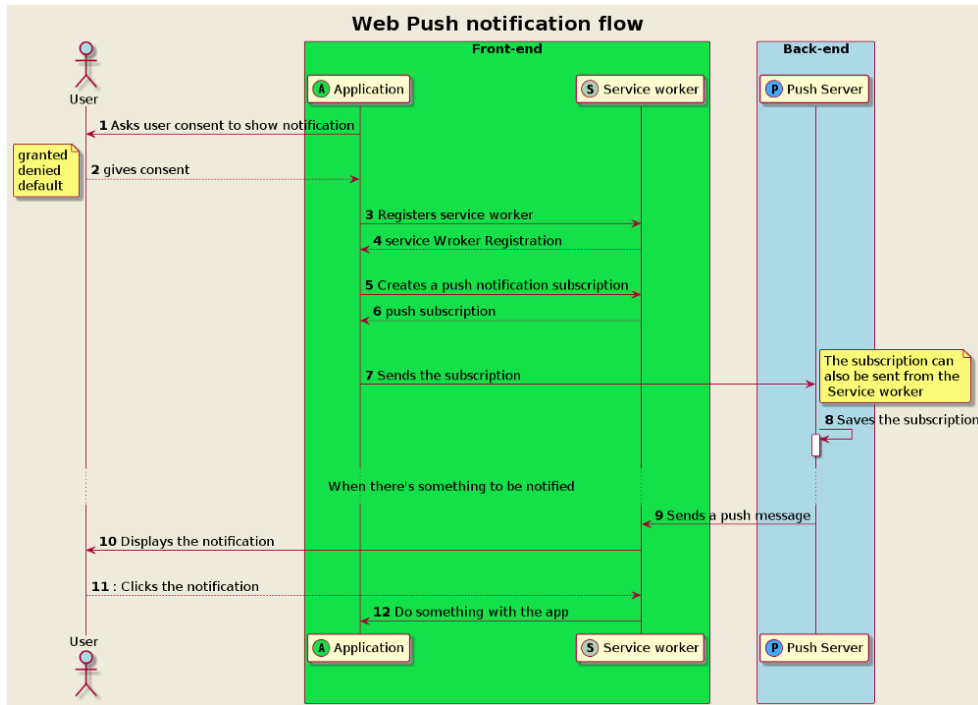 Web Push notification flow
Front-end
Back-end
User
A Application
S Service worker
P Push Server
1 Asks user consent to show notification
granted
denied
default
2 gives consent
3 Registers service worker
4 service Wroker Registration
5 Creates a push notification subscription
6 push subscription
7 Sends the subscription
The subscription can
also be sent from the
Service worker
8 Saves the subscription
When there's something to be notified
9 Sends a push message
10 Displays the notification
11 : Clicks the notification
12 Do something with the app
User
A Application
S Service worker
P Push Server